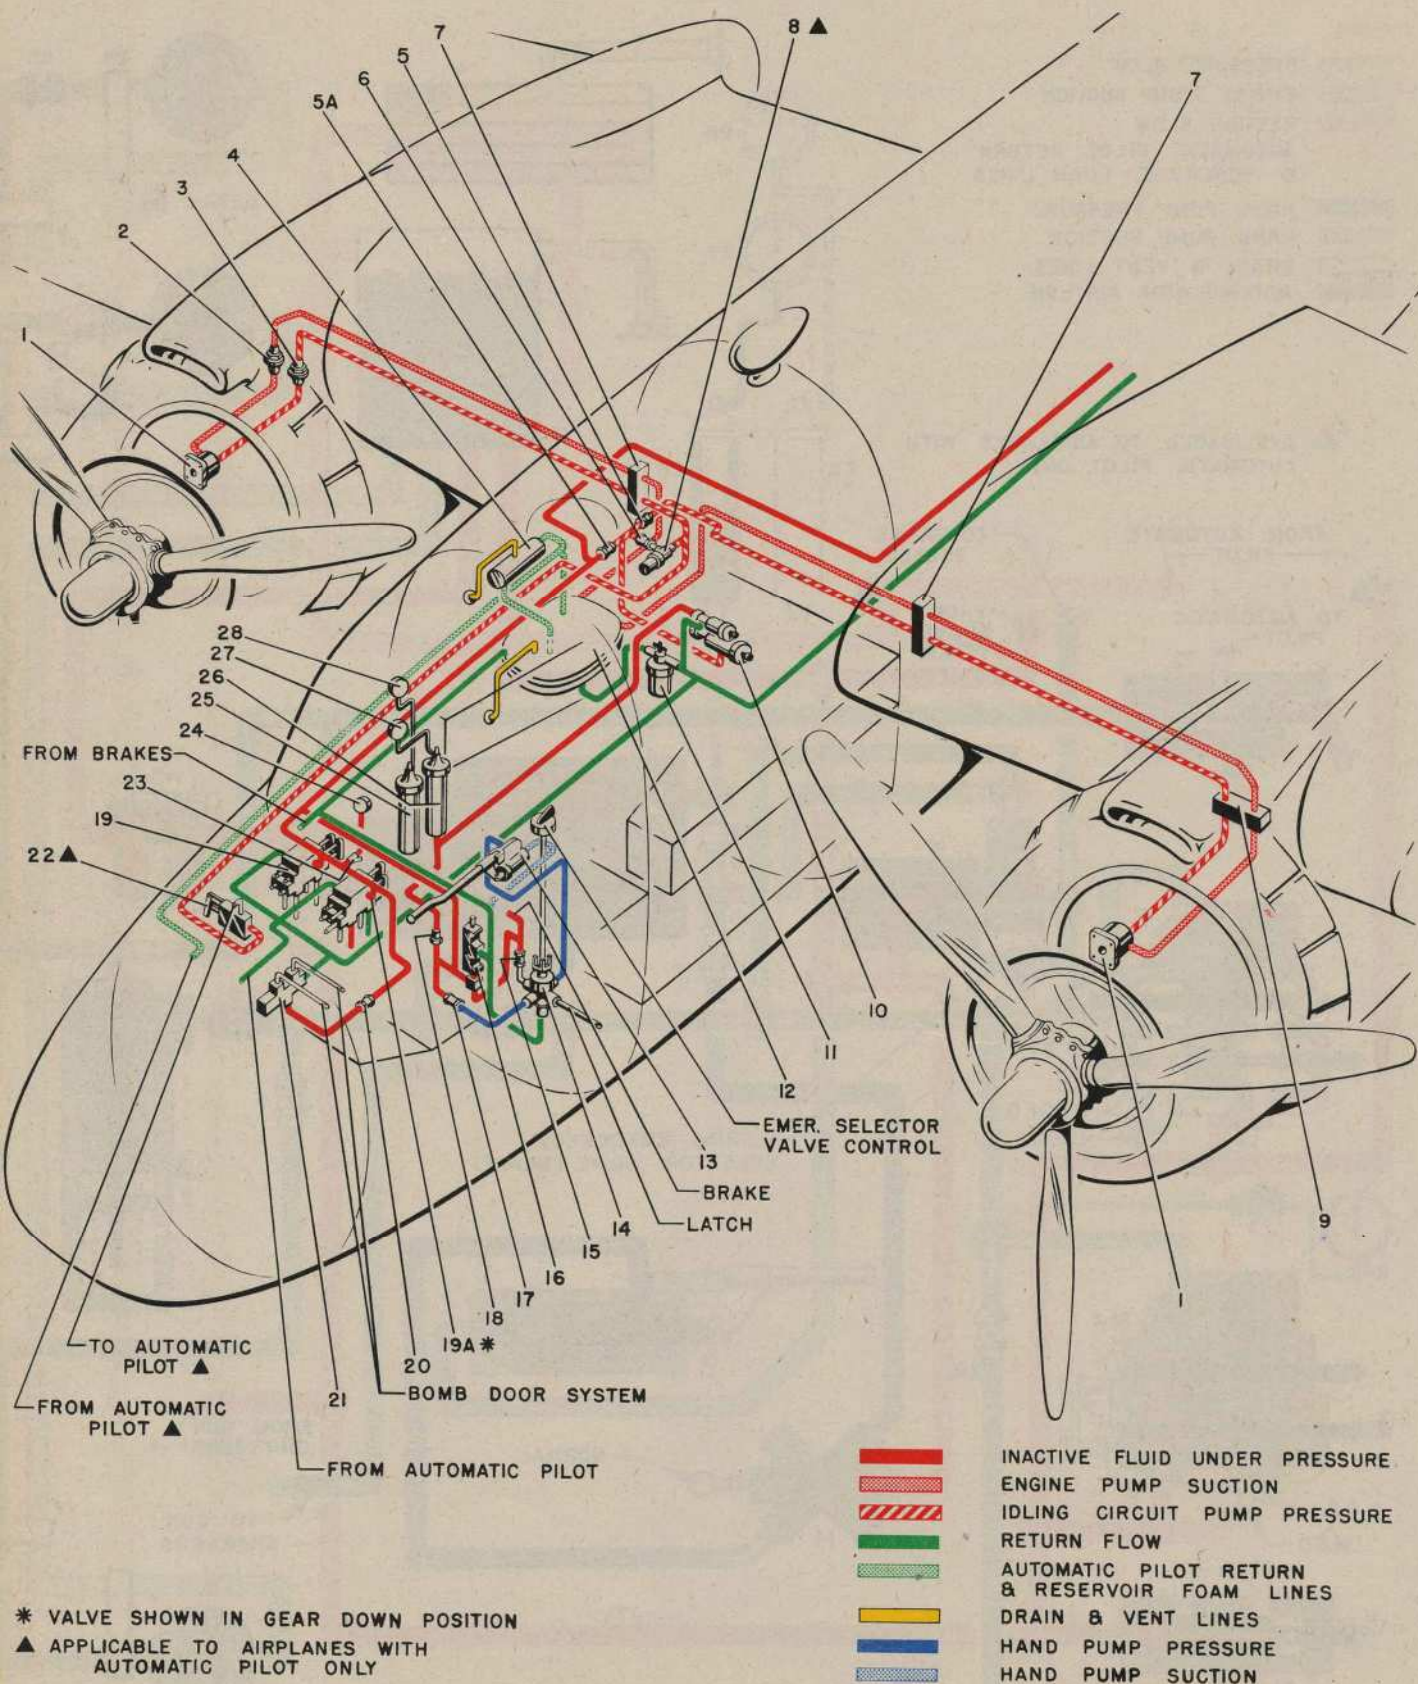 7
8 ▲
5
6
5A
7
4
3
2
1
28
27
26
25
24
FROM BRAKES
23
19
22 ▲
10
11
12
EMER. SELECTOR
VALVE CONTROL
13
BRAKE
14
LATCH
15
9
16
17
1
18
19A *
TO AUTOMATIC
PILOT ▲
20
BOMB DOOR SYSTEM
21
FROM AUTOMATIC
PILOT ▲
FROM AUTOMATIC PILOT
INACTIVE FLUID UNDER PRESSURE
ENGINE PUMP SUCTION
IDLING CIRCUIT PUMP PRESSURE
RETURN FLOW
AUTOMATIC PILOT RETURN
& RESERVOIR FOAM LINES
DRAIN & VENT LINES
HAND PUMP PRESSURE
HAND PUMP SUCTION
* VALVE SHOWN IN GEAR DOWN POSITION
▲ APPLICABLE TO AIRPLANES WITH
AUTOMATIC PILOT ONLY